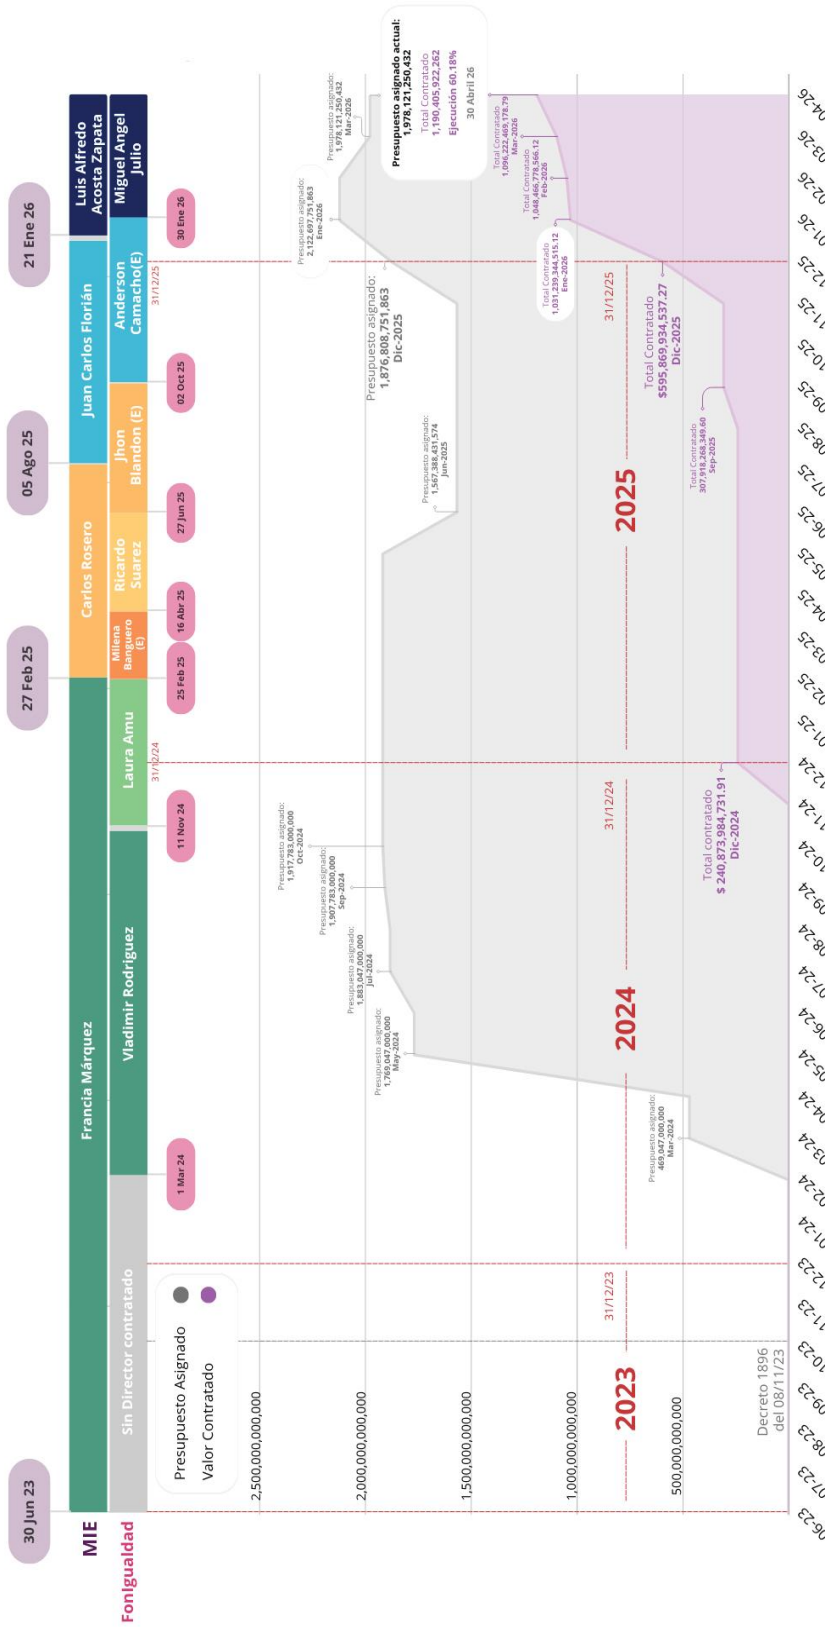 30 Jun 23
27 Feb 25
05 Ago 25
21 Ene 26
MIE
Francia Márquez
Carlos Rosero
Juan Carlos Florián
Luis Alfredo
Acosta Zapata
FonIgualdad
Sin Director contratado
Vladimir Rodriguez
Laura Amu
Milena
Banguero
(E)
Ricardo
Suarez
Jhon
Blandon (E)
Anderson
Camacho(E)
Miguel Angel
Julio
1 Mar 24
11 Nov 24
25 Feb 25
16 Abr 25
27 Jun 25
02 Oct 25
30 Ene 26
31/12/24
31/12/25
Presupuesto Asignado
Valor Contratado
2,500,000,000,000
2,000,000,000,000
1,500,000,000,000
1,000,000,000,000
500,000,000,000
Presupuesto asignado:
469,047,000,000
Mar-2024
Presupuesto asignado:
1,769,047,000,000
May-2024
Presupuesto asignado:
1,883,047,000,000
Jul-2024
Presupuesto asignado:
1,907,783,000,000
Sep-2024
Presupuesto asignado:
1,917,783,000,000
Oct-2024
Presupuesto asignado:
1,567,388,431,574
Jun-2025
Presupuesto asignado:
1,876,808,751,863
Dic-2025
Presupuesto asignado:
2,122,697,751,863
Ene-2026
Presupuesto asignado:
1,978,121,250,432
Mar-2026
Presupuesto asignado actual:
1,978,121,250,432
Total Contratado
1,190,405,922,262
Ejecución 60.18%
30 Abril 26
31/12/23
31/12/24
31/12/25
2023
2024
2025
Total contratado
$ 240,873,984,731.91
Dic-2024
Total Contratado
307,918,268,349.60
Sep-2025
Total Contratado
$595,869,934,537.27
Dic-2025
Total Contratado
1,031,239,344,515.12
Ene-2026
Total Contratado
1,048,466,778,566.12
Feb-2026
Total Contratado
1,096,222,469,178.79
Mar-2026
Decreto 1896
del 08/11/23
06-23
07-23
08-23
09-23
10-23
11-23
12-23
01-24
02-24
03-24
04-24
05-24
06-24
07-24
08-24
09-24
10-24
11-24
12-24
01-25
02-25
03-25
04-25
05-25
06-25
07-25
08-25
09-25
10-25
11-25
12-25
01-26
02-26
03-26
04-26